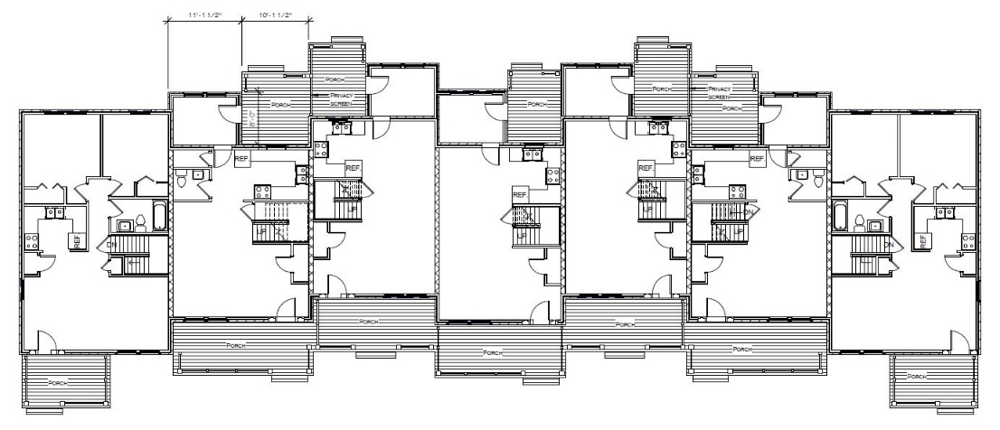 11'-1 1/2" 10'-1 1/2"
PORCH PORCH
PRIVACY PRIVACY
SCREEN SCREEN
PORCH PORCH PORCH
8'-0"
REF. REF. REF. REF. REF. REF. REF.
UP UP UP UP UP
DN DN DN
PORCH PORCH
PORCH PORCH PORCH
PORCH PORCH